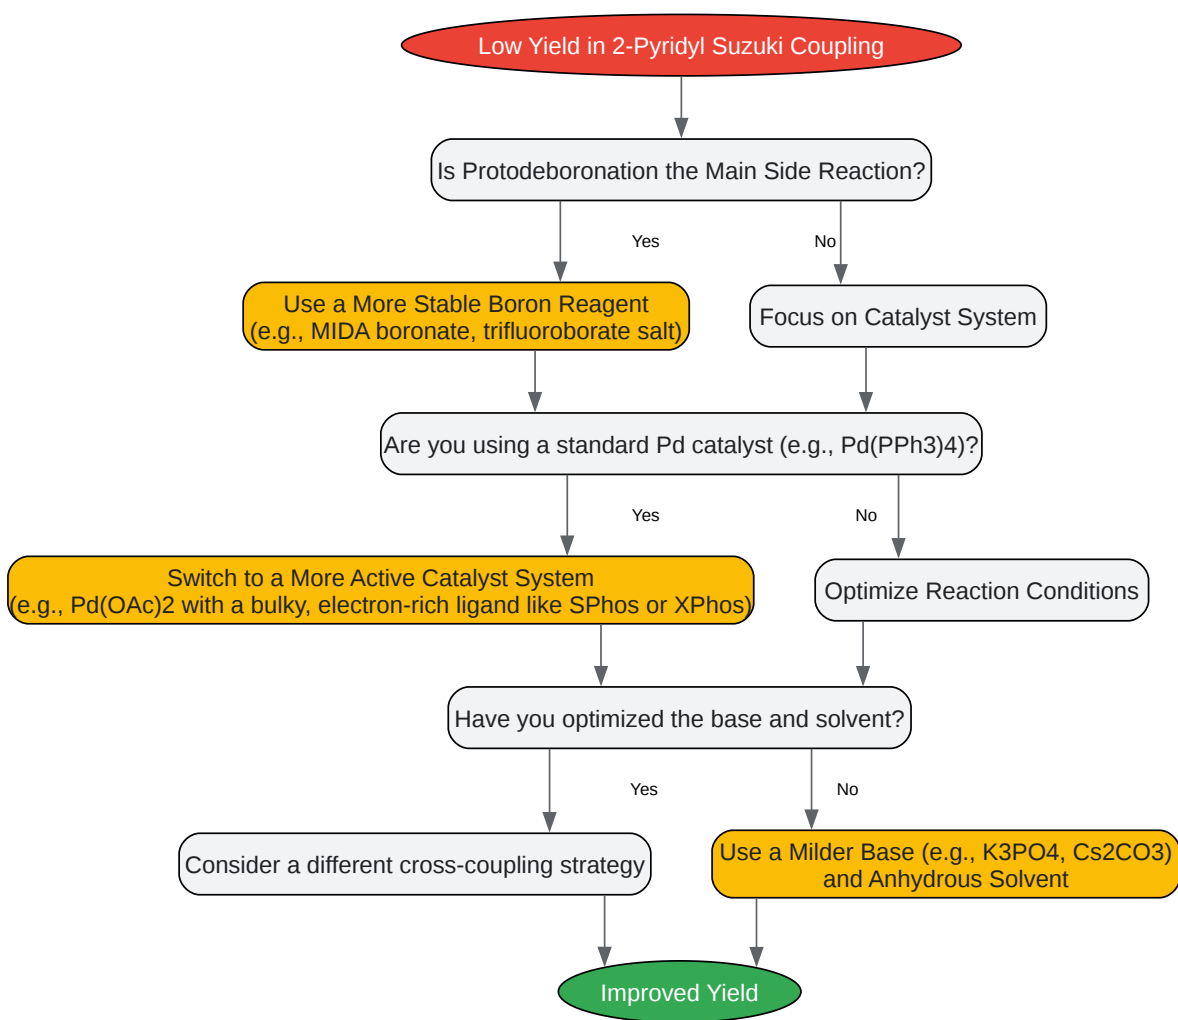 Low Yield in 2-Pyridyl Suzuki Coupling
Is Protodeboronation the Main Side Reaction?
Yes
No
Use a More Stable Boron Reagent
(e.g., MIDA boronate, trifluoroborate salt)
Focus on Catalyst System
Are you using a standard Pd catalyst (e.g., Pd(PPh3)4)?
Yes
No
Switch to a More Active Catalyst System
(e.g., Pd(OAc)2 with a bulky, electron-rich ligand like SPhos or XPhos)
Optimize Reaction Conditions
Have you optimized the base and solvent?
Yes
No
Consider a different cross-coupling strategy
Use a Milder Base (e.g., K3PO4, Cs2CO3)
and Anhydrous Solvent
Improved Yield